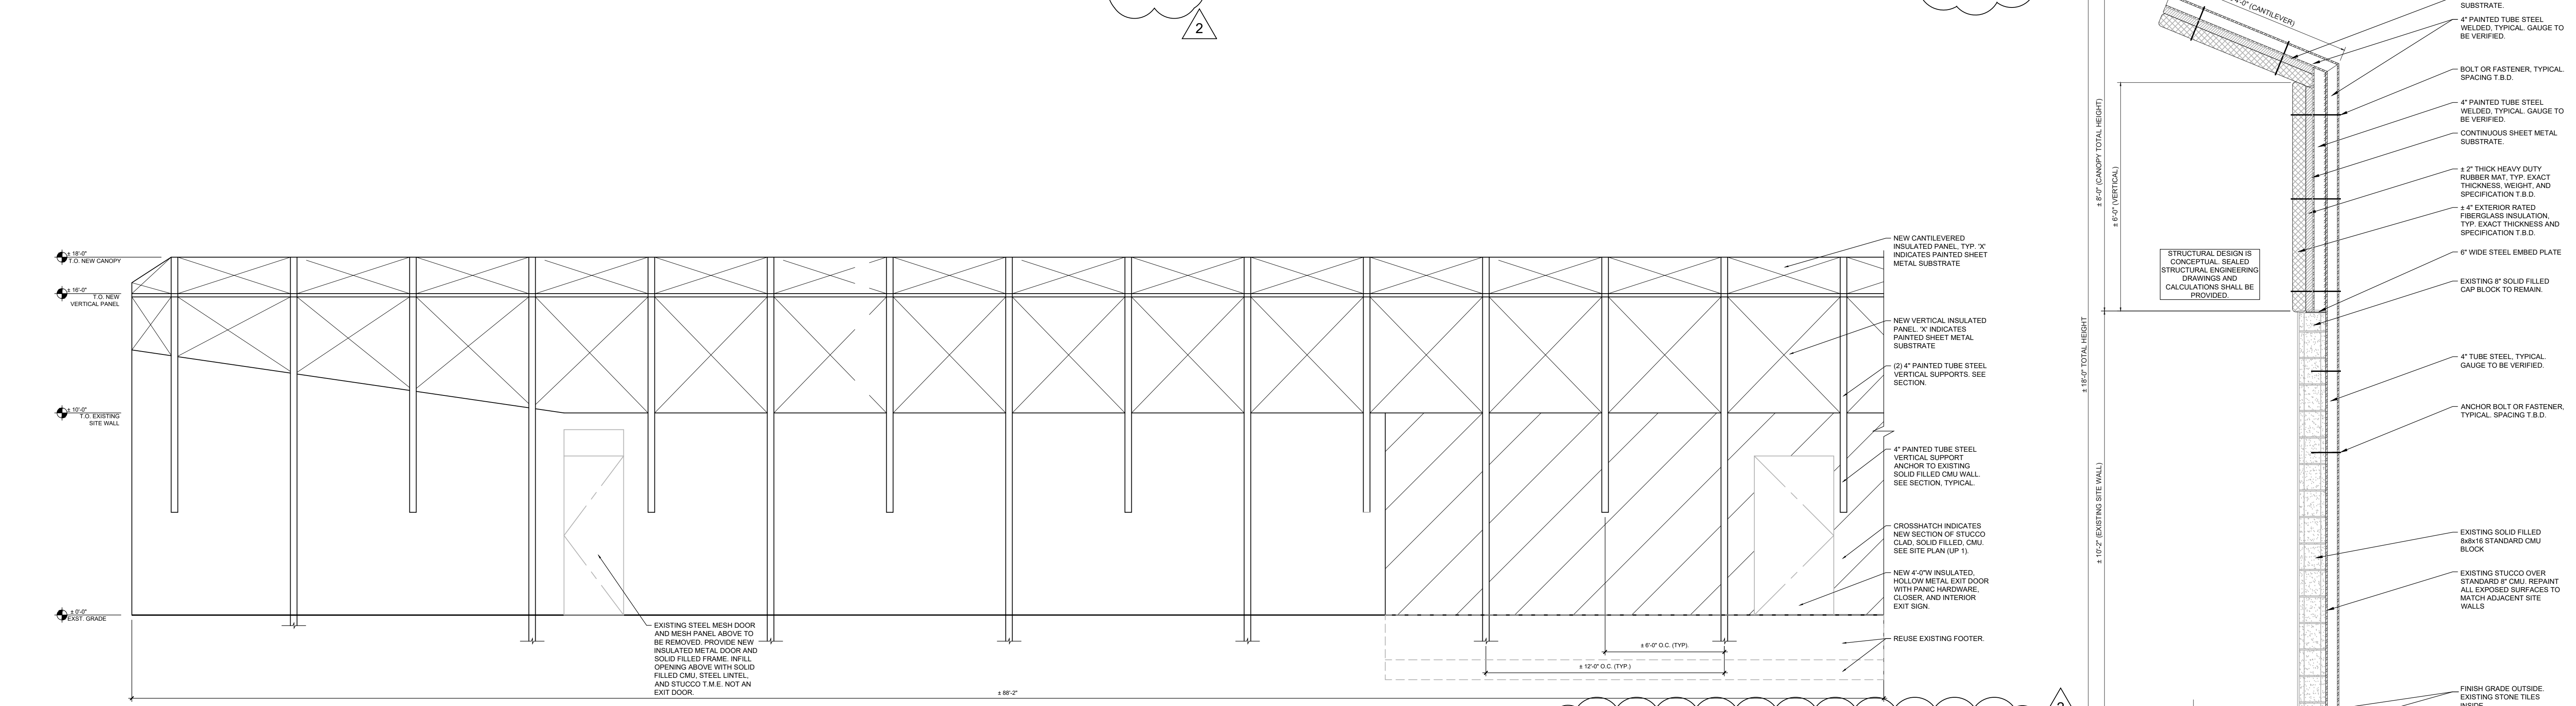 2
± 18'-0"
T.O. NEW CANOPY
± 16'-0"
T.O. NEW
VERTICAL PANEL
± 10'-0"
T.O. EXISTING
SITE WALL
± 0'-0"
EXST. GRADE
EXISTING STEEL MESH DOOR
AND MESH PANEL ABOVE TO
BE REMOVED. PROVIDE NEW
INSULATED METAL DOOR AND
SOLID FILLED FRAME. INFILL
OPENING ABOVE WITH SOLID
FILLED CMU, STEEL LINTEL,
AND STUCCO T.M.E. NOT AN
EXIT DOOR.
± 88'-2"
± 6'-0" O.C. (TYP).
± 12'-0" O.C. (TYP.)
NEW CANTILEVERED
INSULATED PANEL, TYP. 'X'
INDICATES PAINTED SHEET
METAL SUBSTRATE
NEW VERTICAL INSULATED
PANEL. 'X' INDICATES
PAINTED SHEET METAL
SUBSTRATE
(2) 4" PAINTED TUBE STEEL
VERTICAL SUPPORTS. SEE
SECTION.
4" PAINTED TUBE STEEL
VERTICAL SUPPORT
ANCHOR TO EXISTING
SOLID FILLED CMU WALL.
SEE SECTION, TYPICAL.
CROSSHATCH INDICATES
NEW SECTION OF STUCCO
CLAD, SOLID FILLED, CMU.
SEE SITE PLAN (UP 1).
NEW 4'-0"W INSULATED,
HOLLOW METAL EXIT DOOR
WITH PANIC HARDWARE,
CLOSER, AND INTERIOR
EXIT SIGN.
REUSE EXISTING FOOTER.
± 18'-0" TOTAL HEIGHT
± 8'-0" (CANOPY TOTAL HEIGHT)
± 6'-0" (VERTICAL)
± 10'-2" (EXISTING SITE WALL)
4'-0" (CANTILEVER)
STRUCTURAL DESIGN IS
CONCEPTUAL. SEALED
STRUCTURAL ENGINEERING
DRAWINGS AND
CALCULATIONS SHALL BE
PROVIDED.
SUBSTRATE.
4" PAINTED TUBE STEEL
WELDED, TYPICAL. GAUGE TO
BE VERIFIED.
BOLT OR FASTENER, TYPICAL.
SPACING T.B.D.
4" PAINTED TUBE STEEL
WELDED, TYPICAL. GAUGE TO
BE VERIFIED.
CONTINUOUS SHEET METAL
SUBSTRATE.
± 2" THICK HEAVY DUTY
RUBBER MAT, TYP. EXACT
THICKNESS, WEIGHT, AND
SPECIFICATION T.B.D.
± 4" EXTERIOR RATED
FIBERGLASS INSULATION,
TYP. EXACT THICKNESS AND
SPECIFICATION T.B.D.
6" WIDE STEEL EMBED PLATE
EXISTING 8" SOLID FILLED
CAP BLOCK TO REMAIN.
4" TUBE STEEL, TYPICAL.
GAUGE TO BE VERIFIED.
ANCHOR BOLT OR FASTENER,
TYPICAL. SPACING T.B.D.
EXISTING SOLID FILLED
8x8x16 STANDARD CMU
BLOCK
EXISTING STUCCO OVER
STANDARD 8" CMU. REPAINT
ALL EXPOSED SURFACES TO
MATCH ADJACENT SITE
WALLS
FINISH GRADE OUTSIDE.
EXISTING STONE TILES
INSIDE